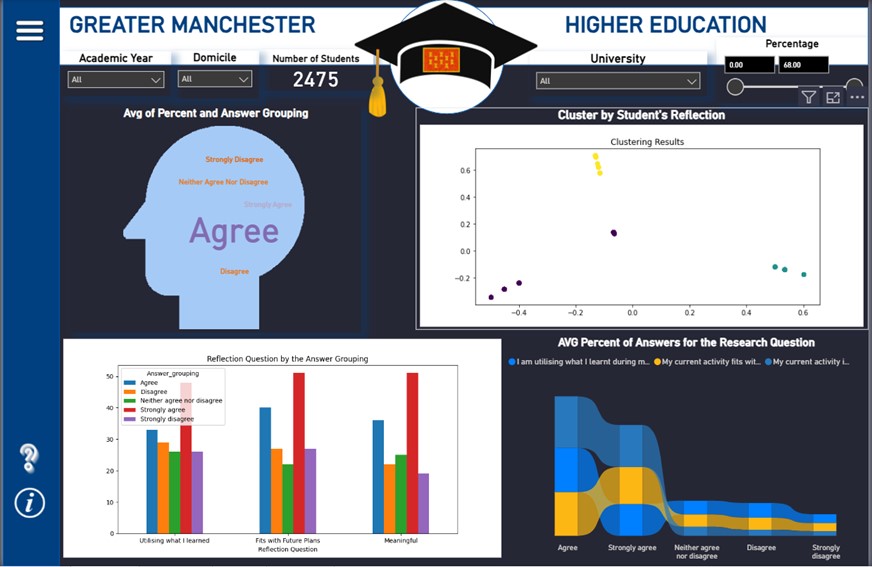 GREATER MANCHESTER
HIGHER EDUCATION
Academic Year
Domicile
Number of Students
University
Percentage
All
All
2475
All
0.00
68.00
Avg of Percent and Answer Grouping
Strongly Disagree
Neither Agree Nor Disagree
Strongly Agree
Agree
Disagree
Cluster by Student's Reflection
Clustering Results
0.6
0.4
0.2
0.0
−0.2
−0.4
−0.2
0.0
0.2
0.4
0.6
Reflection Question by the Answer Grouping
Answer_grouping
Agree
Disagree
Neither agree nor disagree
Strongly agree
Strongly disagree
50
40
30
20
10
0
Utilising what I learned
Fits with Future Plans
Meaningful
Reflection Question
AVG Percent of Answers for the Research Question
I am utilising what I learnt during m...
My current activity fits wit...
My current activity i...
Agree
Strongly agree
Neither agree
nor disagree
Disagree
Strongly
disagree
?
i